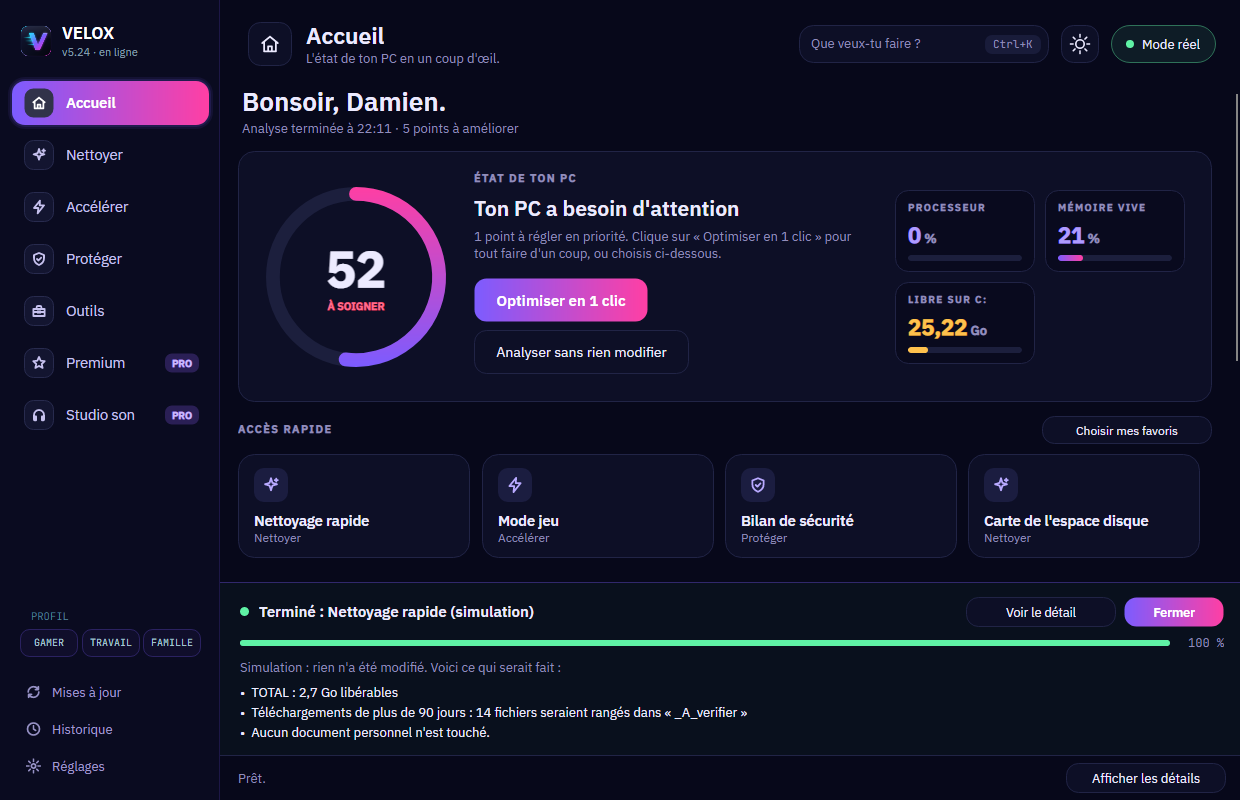 VELOX
v5.24 · en ligne
Accueil
Nettoyer
Accélérer
Protéger
Outils
Premium PRO
Studio son PRO
PROFIL
GAMER TRAVAIL FAMILLE
Mises à jour
Historique
Réglages
Accueil
L'état de ton PC en un coup d'œil.
Que veux-tu faire ? Ctrl+K
Mode réel
Bonsoir, Damien.
Analyse terminée à 22:11 · 5 points à améliorer
52
À SOIGNER
ÉTAT DE TON PC
Ton PC a besoin d'attention
1 point à régler en priorité. Clique sur « Optimiser en 1 clic » pour
tout faire d'un coup, ou choisis ci-dessous.
Optimiser en 1 clic
Analyser sans rien modifier
PROCESSEUR
0 %
MÉMOIRE VIVE
21 %
LIBRE SUR C:
25,22 Go
ACCÈS RAPIDE
Choisir mes favoris
Nettoyage rapide
Nettoyer
Mode jeu
Accélérer
Bilan de sécurité
Protéger
Carte de l'espace disque
Nettoyer
Terminé : Nettoyage rapide (simulation)
Voir le détail
Fermer
100 %
Simulation : rien n'a été modifié. Voici ce qui serait fait :
• TOTAL : 2,7 Go libérables
• Téléchargements de plus de 90 jours : 14 fichiers seraient rangés dans « _A_verifier »
• Aucun document personnel n'est touché.
Prêt.
Afficher les détails